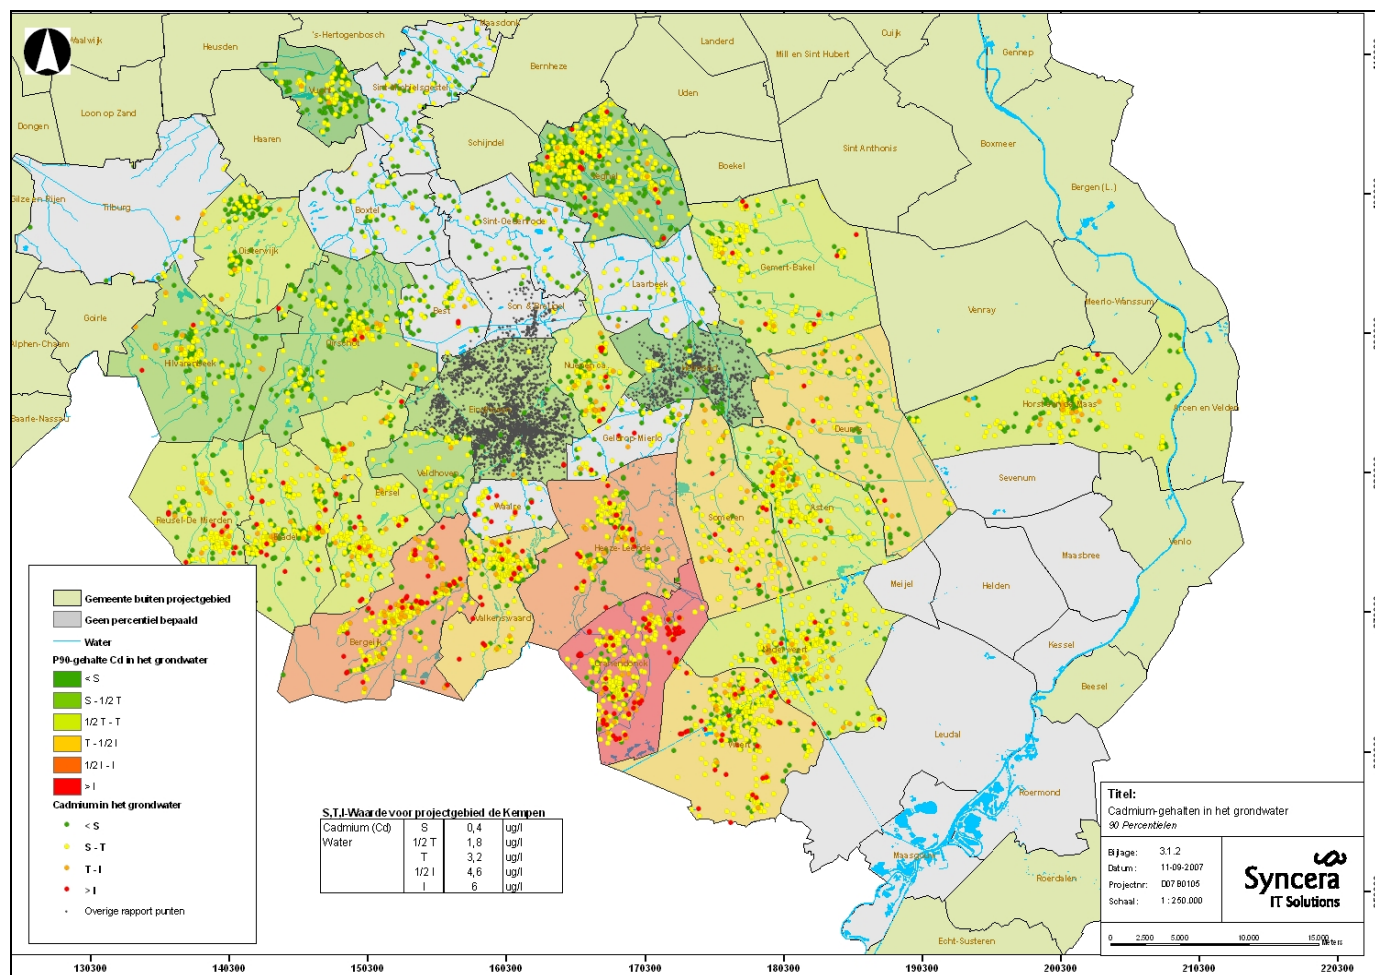 Waalwijk
Heusden
's-Hertogenbosch
Maasdonk
Landerd
Mill en Sint Hubert
Cuijk
Gennep
Bernheze
Uden
Vught
Sint-Michielsgestel
Loon op Zand
Dongen
Haaren
Schijndel
Boekel
Sint Anthonis
Boxmeer
Bergen (L.)
Veghel
Gilze en Rijen
Tilburg
Boxtel
Sint-Oedenrode
Oisterwijk
Gemert-Bakel
Laarbeek
Son & Breugel
Best
Venray
Meerlo-Wanssum
Goirle
Alphen-Chaam
Hilvarenbeek
Oirschot
Nuenen ca
Eindhoven
Horst aan de Maas
Arcen en Velden
Baarle-Nassau
Geldrop-Mierlo
Deurne
Veldhoven
Sevenum
Eersel
Waalre
Someren
Asten
Reusel-De Mierden
Bladel
Heeze-Leende
Venlo
Maasbree
Meijel
Helden
Valkenswaard
Bergeijk
Kessel
Cranendonck
Nederweert
Beesel
Leudal
Weert
Roermond
Maasgouw
Roerdalen
Echt-Susteren
Gemeente buiten projectgebied
Geen percentiel bepaald
Water
P90-gehalte Cd in het grondwater
< S
S - 1/2 T
1/2 T - T
T - 1/2 I
1/2 I - I
> I
Cadmium in het grondwater
< S
S - T
T - I
> I
Overige rapport punten
S,T,I-Waarde voor projectgebied de Kempen
Cadmium (Cd) S 0,4 ug/l
Water 1/2 T 1,8 ug/l
T 3,2 ug/l
1/2 I 4,6 ug/l
I 6 ug/l
Titel:
Cadmium-gehalten in het grondwater
90 Percentielen
Bijlage: 3.1.2
Datum: 11-09-2007
Projectnr: D07B0105
Schaal: 1 : 250.000
Syncera
IT Solutions
0 2.500 5.000 10.000 15.000
Meters
130300 140300 150300 160300 170300 180300 190300 200300 210300 220300